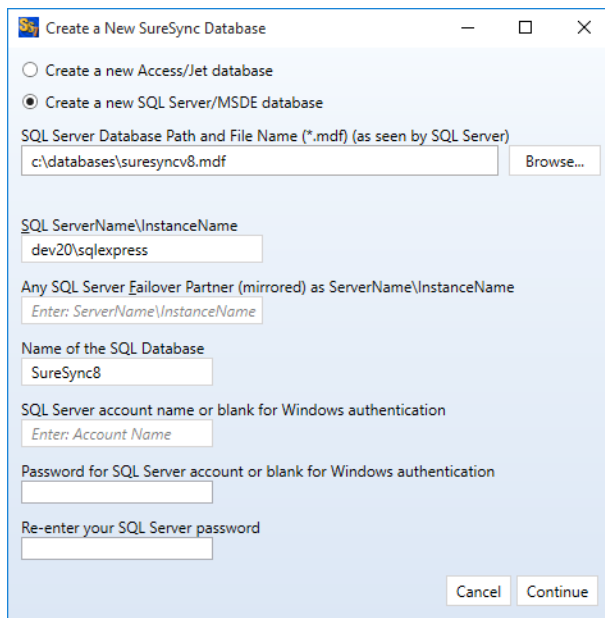 SS7 Create a New SureSync Database
Create a new Access/Jet database
Create a new SQL Server/MSDE database
SQL Server Database Path and File Name (*.mdf) (as seen by SQL Server)
c:\databases\suresyncv8.mdf Browse...
SQL ServerName\InstanceName
dev20\sqlexpress
Any SQL Server Failover Partner (mirrored) as ServerName\InstanceName
Enter: ServerName\InstanceName
Name of the SQL Database
SureSync8
SQL Server account name or blank for Windows authentication
Enter: Account Name
Password for SQL Server account or blank for Windows authentication
Re-enter your SQL Server password
Cancel Continue